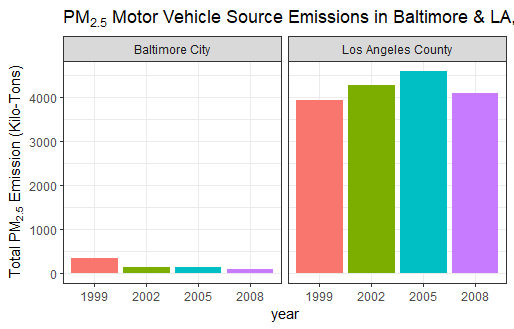 PM2.5 Motor Vehicle Source Emissions in Baltimore & LA,
Baltimore City
Los Angeles County
Total PM2.5 Emission (Kilo-Tons)
4000
3000
2000
1000
0
1999 2002 2005 2008
1999 2002 2005 2008
year